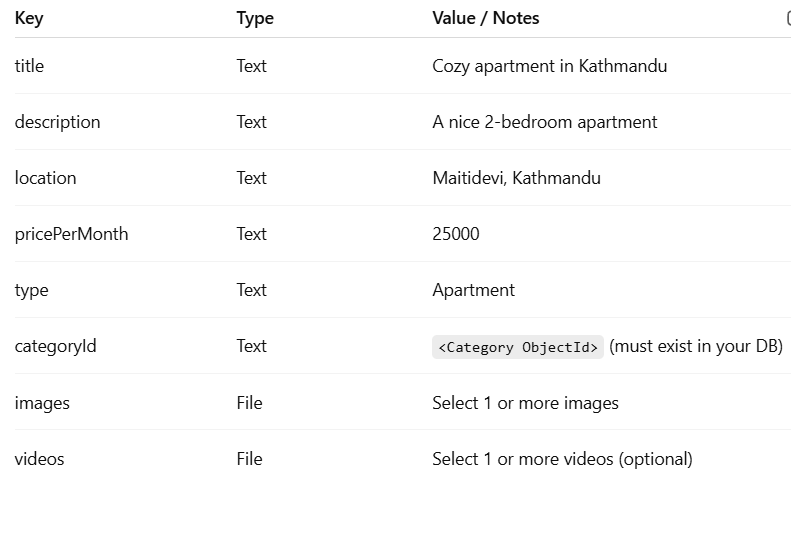 Key Type Value / Notes
title Text Cozy apartment in Kathmandu
description Text A nice 2-bedroom apartment
location Text Maitidevi, Kathmandu
pricePerMonth Text 25000
type Text Apartment
categoryId Text <Category ObjectId> (must exist in your DB)
images File Select 1 or more images
videos File Select 1 or more videos (optional)